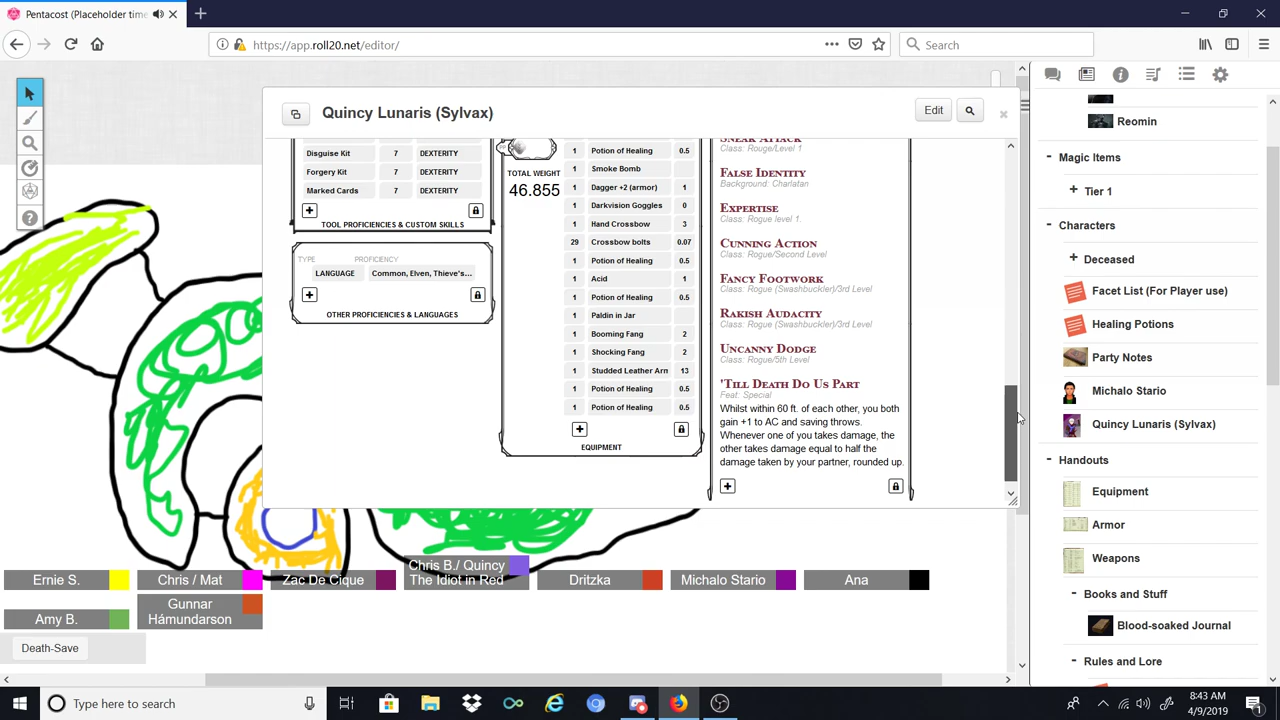 Pentacost (Placeholder time
https://app.roll20.net/editor/
Search
Quincy Lunaris (Sylvax)
Edit
Disguise Kit 7 DEXTERITY
Forgery Kit 7 DEXTERITY
Marked Cards 7 DEXTERITY
TOOL PROFICIENCIES & CUSTOM SKILLS
TYPE PROFICIENCY
LANGUAGE Common, Elven, Thieve's...
OTHER PROFICIENCIES & LANGUAGES
TOTAL WEIGHT
46.855
1 Potion of Healing 0.5
1 Smoke Bomb
1 Dagger +2 (armor) 1
1 Darkvision Goggles 0
1 Hand Crossbow 3
29 Crossbow bolts 0.07
1 Potion of Healing 0.5
1 Acid 1
1 Potion of Healing 0.5
1 Paldin in Jar
1 Booming Fang 2
1 Shocking Fang 2
1 Studded Leather Arn 13
1 Potion of Healing 0.5
1 Potion of Healing 0.5
EQUIPMENT
SNEAK ATTACK
Class: Rouge/Level 1
FALSE IDENTITY
Background: Charlatan
EXPERTISE
Class: Rogue level 1.
CUNNING ACTION
Class: Rogue/Second Level
FANCY FOOTWORK
Class: Rogue (Swashbuckler)/3rd Level
RAKISH AUDACITY
Class: Rogue (Swashbuckler)/3rd Level
UNCANNY DODGE
Class: Rogue/5th Level
'TILL DEATH DO US PART
Feat: Special
Whilst within 60 ft. of each other, you both
gain +1 to AC and saving throws.
Whenever one of you takes damage, the
other takes damage equal to half the
damage taken by your partner, rounded up.
Reomin
Magic Items
Tier 1
Characters
Deceased
Facet List (For Player use)
Healing Potions
Party Notes
Michalo Stario
Quincy Lunaris (Sylvax)
Handouts
Equipment
Armor
Weapons
Books and Stuff
Blood-soaked Journal
Rules and Lore
Ernie S.
Chris / Mat
Zac De Cique
Chris B./ Quincy
The Idiot in Red
Dritzka
Michalo Stario
Ana
Amy B.
Gunnar
Hámundarson
Death-Save
Type here to search
8:43 AM
4/9/2019